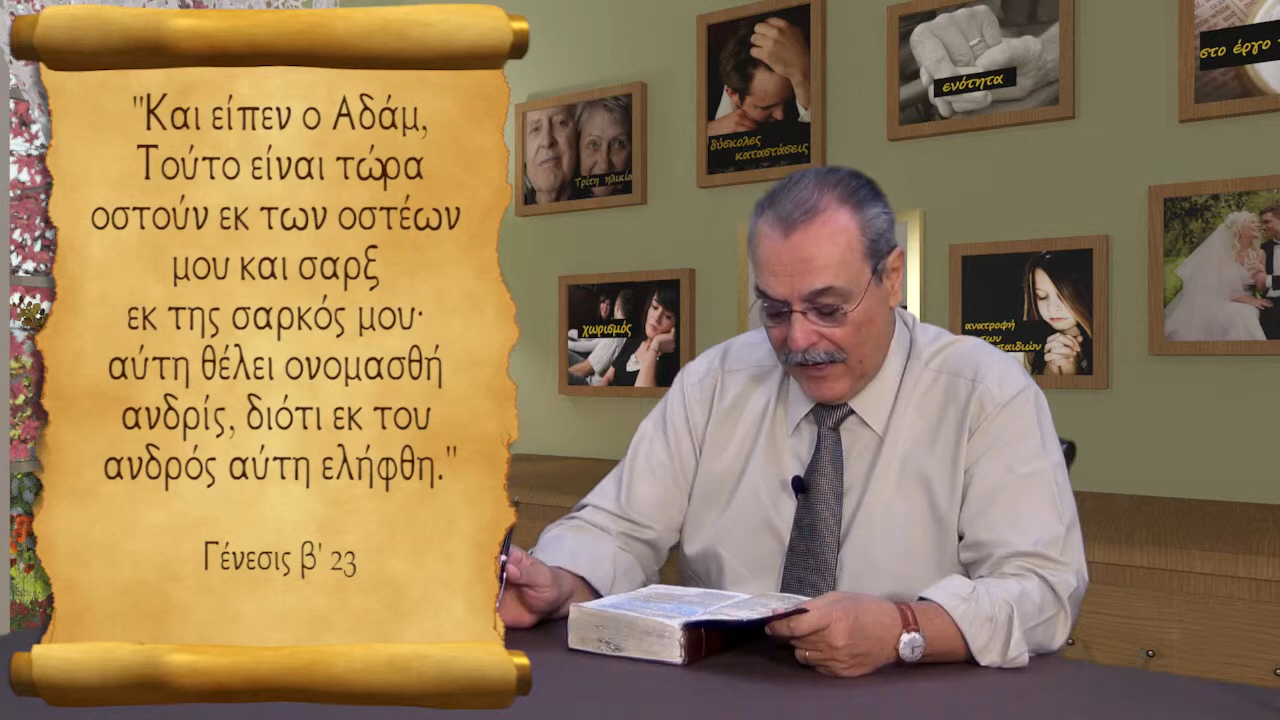 "Και είπεν ο Αδάμ,
Τούτο είναι τώρα
οστούν εκ των οστέων
μου και σαρξ
εκ της σαρκός μου·
αύτη θέλει ονομασθή
ανδρίς, διότι εκ του
ανδρός αύτη ελήφθη."
Γένεσις β' 23
Τρίτη ηλικία
δύσκολες
καταστάσεις
ενότητα
στο έργο
χωρισμός
ανατροφή
των
παιδιών